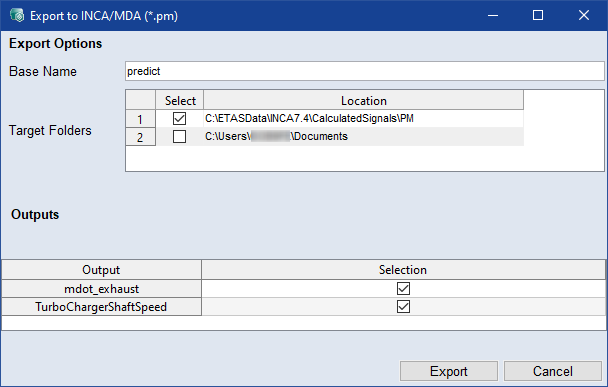 Export to INCA/MDA (*.pm)
Export Options
Base Name
predict
Select Location
Target Folders
1 C:\ETASData\INCA7.4\CalculatedSignals\PM
2 C:\Users\ \Documents
Outputs
Output Selection
mdot_exhaust
TurboChargerShaftSpeed
Export Cancel